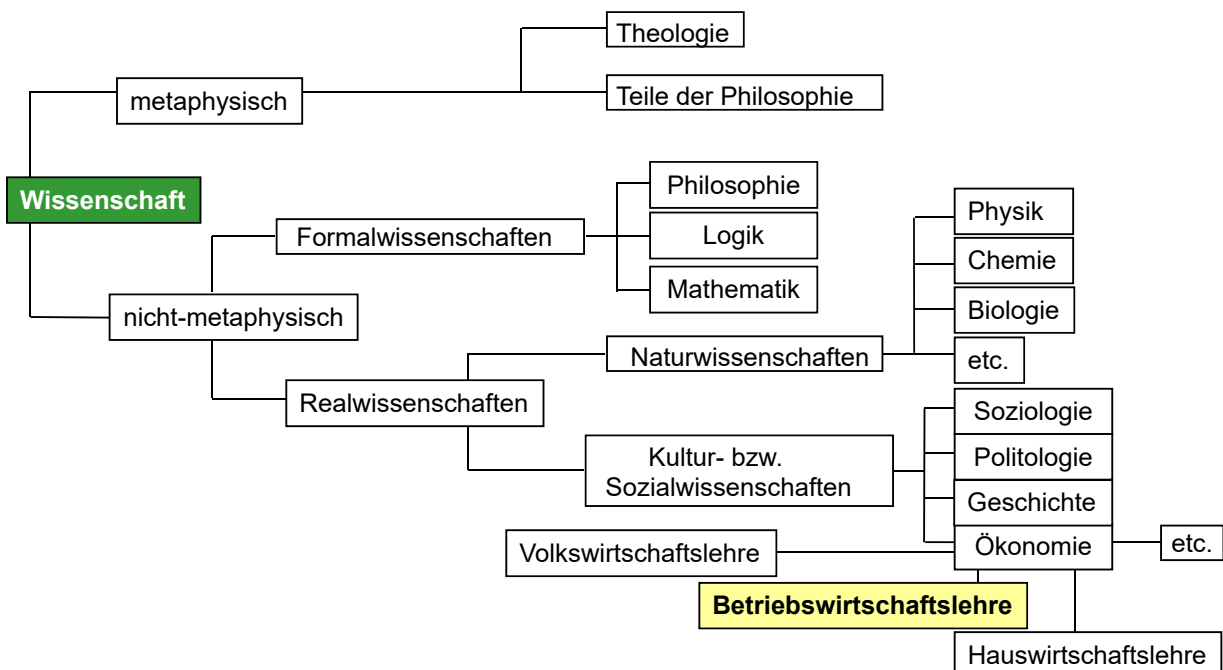 Theologie
metaphysisch
Teile der Philosophie
Wissenschaft
Philosophie
Physik
Formalwissenschaften
Logik
Chemie
Mathematik
Biologie
nicht-metaphysisch
Naturwissenschaften
etc.
Realwissenschaften
Soziologie
Kultur- bzw.
Sozialwissenschaften
Politologie
Geschichte
Volkswirtschaftslehre
Ökonomie
etc.
Betriebswirtschaftslehre
Hauswirtschaftslehre